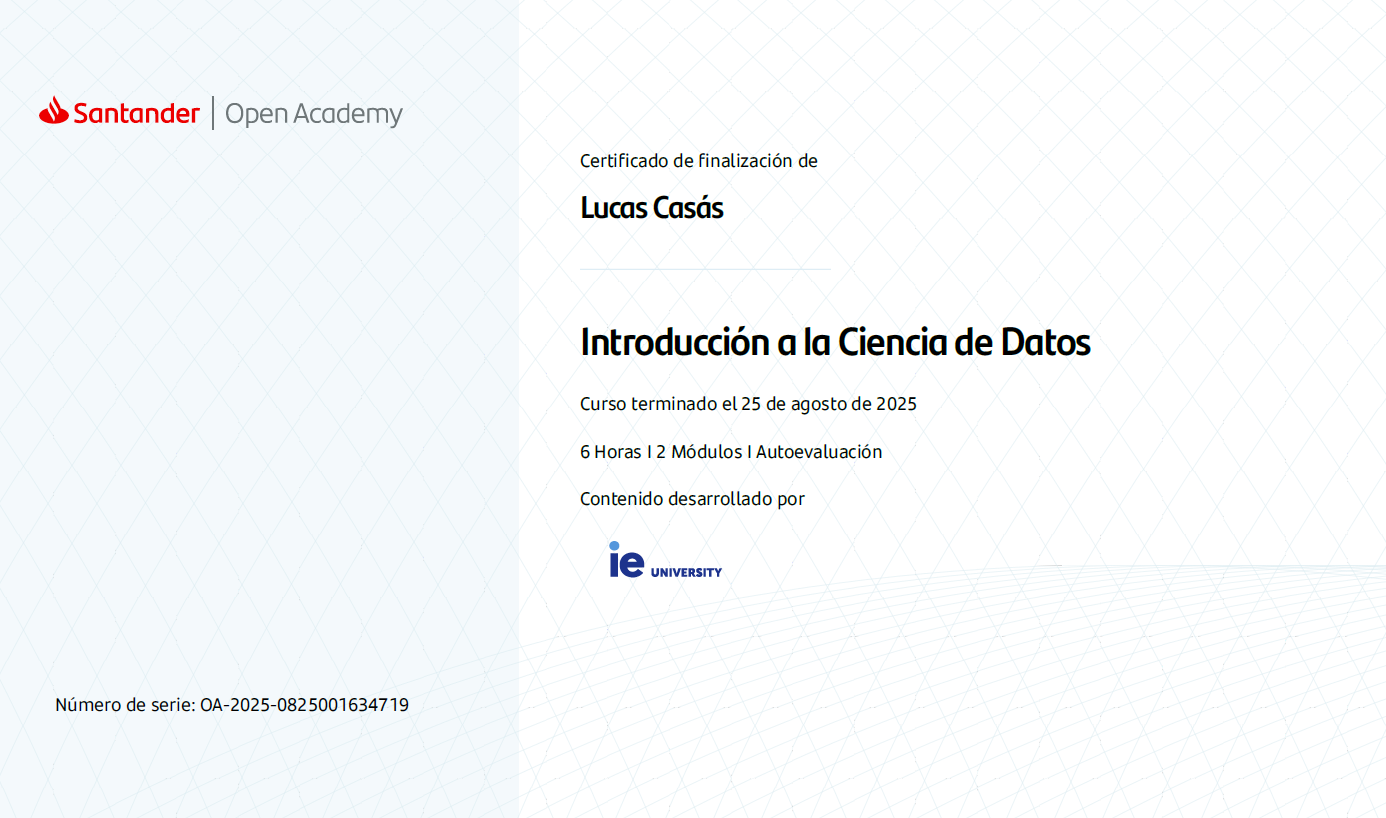 Santander | Open Academy
Certificado de finalización de
Lucas Casás
Introducción a la Ciencia de Datos
Curso terminado el 25 de agosto de 2025
6 Horas I 2 Módulos I Autoevaluación
Contenido desarrollado por
ie UNIVERSITY
Número de serie: OA-2025-0825001634719